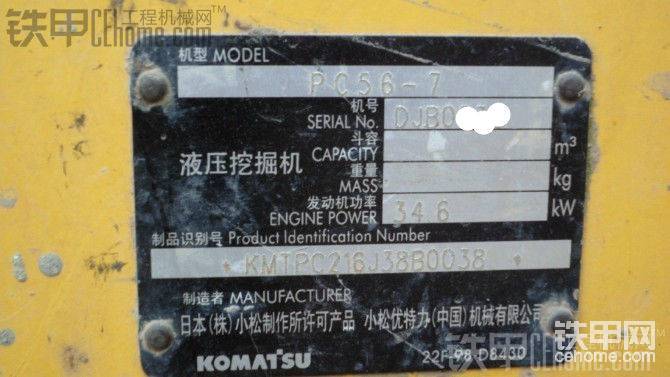 铁甲工程机械网
CEhome.com
机型 MODEL
PC56-7
机号
SERIAL No. DJB0
斗容
CAPACITY m³
液压挖掘机
重量
MASS kg
发动机功率
ENGINE POWER 34.6 kW
制品识别号 Product Identification Number
KMTPC216J38B0038
制造者 MANUFACTURER
日本(株)小松制作所许可产品 小松优特力(中国)机械有限公司
KOMATSU 22F-98-D8430
铁甲网
CEhome.com